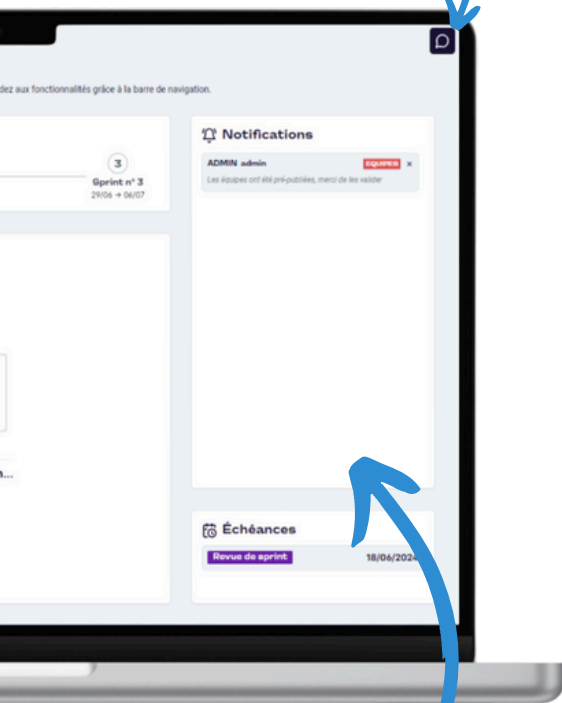 dez aux fonctionnalités grâce à la barre de navigation.
3
Sprint n° 3
29/06 → 06/07
Notifications
ADMIN admin
EQUIPES ×
Les équipes ont été pré-publiées, merci de les valider
n...
Échéances
Revue de sprint
18/06/2024